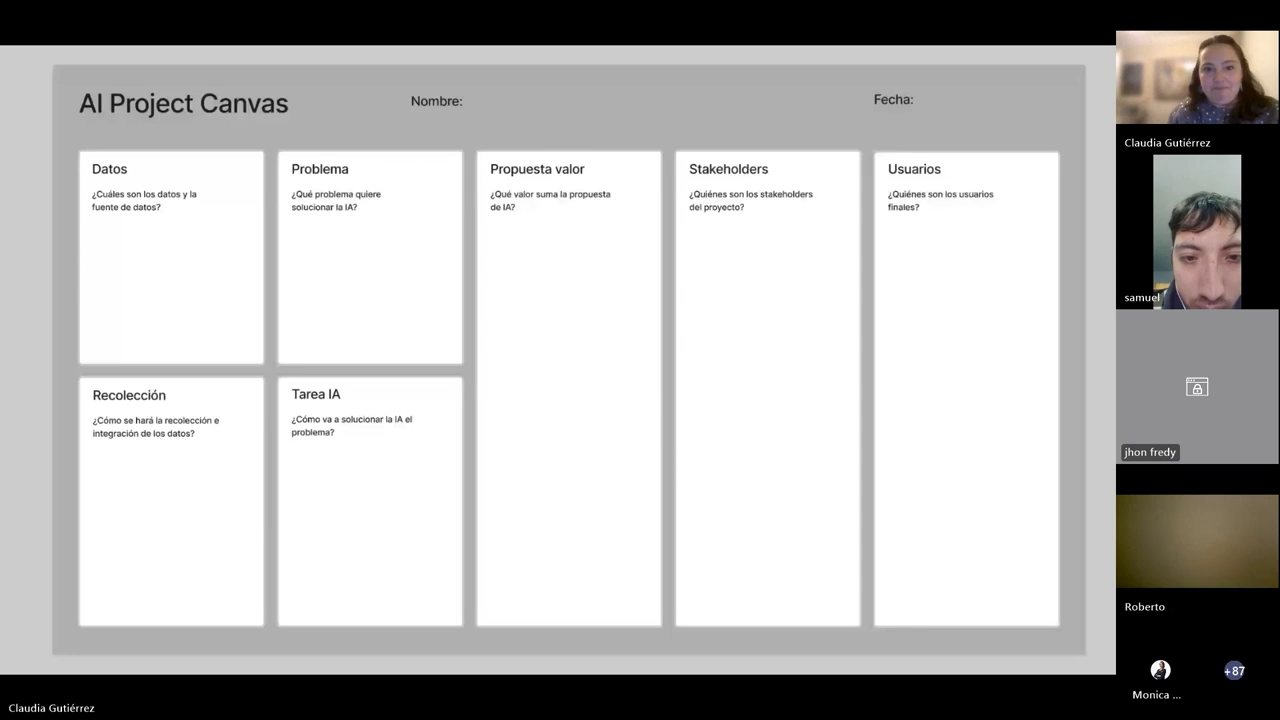 AI Project Canvas
Nombre:
Fecha:
Datos
¿Cuáles son los datos y la
fuente de datos?
Problema
¿Qué problema quiere
solucionar la IA?
Propuesta valor
¿Qué valor suma la propuesta
de IA?
Stakeholders
¿Quiénes son los stakeholders
del proyecto?
Usuarios
¿Quiénes son los usuarios
finales?
Recolección
¿Cómo se hará la recolección e
integración de los datos?
Tarea IA
¿Cómo va a solucionar la IA el
problema?
Claudia Gutiérrez
samuel
jhon fredy
Roberto
Monica ...
+87
Claudia Gutiérrez